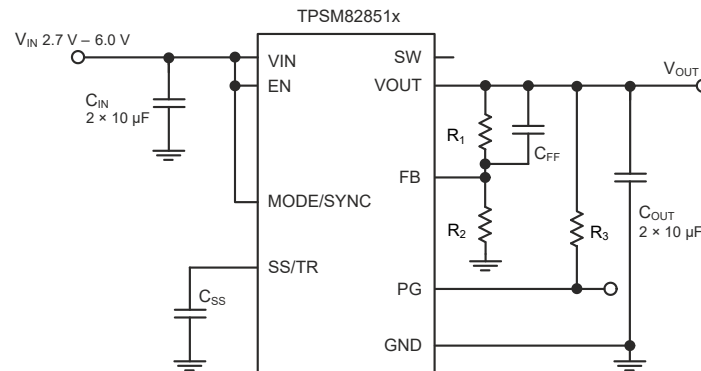 TPSM82851x
V_IN 2.7 V – 6.0 V
VIN
SW
EN
VOUT
V_OUT
C_IN
2 × 10 µF
R_1
C_FF
FB
MODE/SYNC
R_2
R_3
C_OUT
2 × 10 µF
SS/TR
C_SS
PG
GND